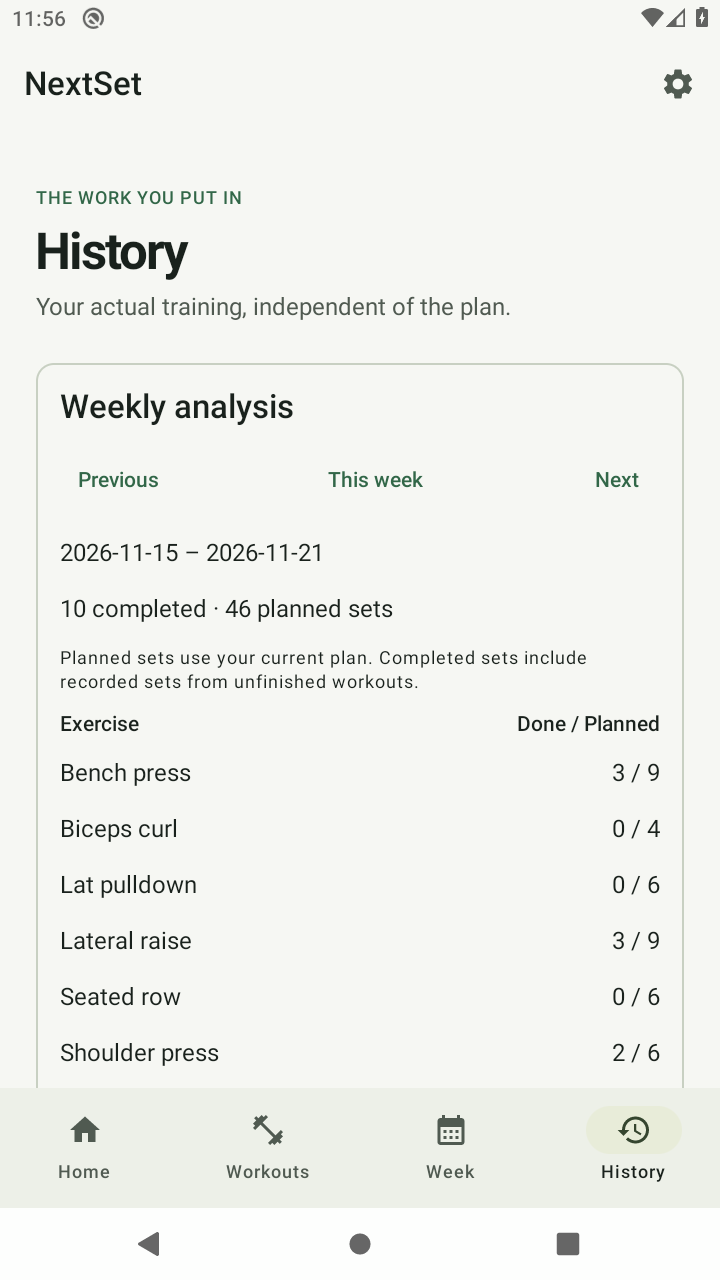 11:56
NextSet
THE WORK YOU PUT IN
History
Your actual training, independent of the plan.
Weekly analysis
Previous This week Next
2026-11-15 – 2026-11-21
10 completed · 46 planned sets
Planned sets use your current plan. Completed sets include
recorded sets from unfinished workouts.
Exercise Done / Planned
Bench press 3 / 9
Biceps curl 0 / 4
Lat pulldown 0 / 6
Lateral raise 3 / 9
Seated row 0 / 6
Shoulder press 2 / 6
Home Workouts Week History